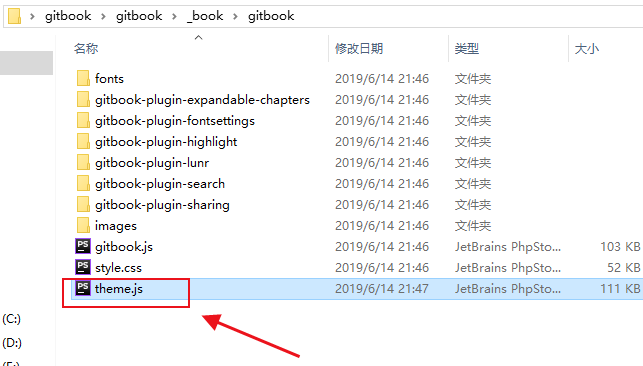 gitbook > gitbook > _book > gitbook
名称 修改日期 类型 大小
fonts 2019/6/14 21:46 文件夹
gitbook-plugin-expandable-chapters 2019/6/14 21:46 文件夹
gitbook-plugin-fontsettings 2019/6/14 21:46 文件夹
gitbook-plugin-highlight 2019/6/14 21:46 文件夹
gitbook-plugin-lunr 2019/6/14 21:46 文件夹
gitbook-plugin-search 2019/6/14 21:46 文件夹
gitbook-plugin-sharing 2019/6/14 21:46 文件夹
images 2019/6/14 21:46 文件夹
PS gitbook.js 2019/6/14 21:46 JetBrains PhpSto... 103 KB
PS style.css 2019/6/14 21:46 JetBrains PhpSto... 52 KB
PS theme.js 2019/6/14 21:47 JetBrains PhpSto... 111 KB
(C:)
(D:)